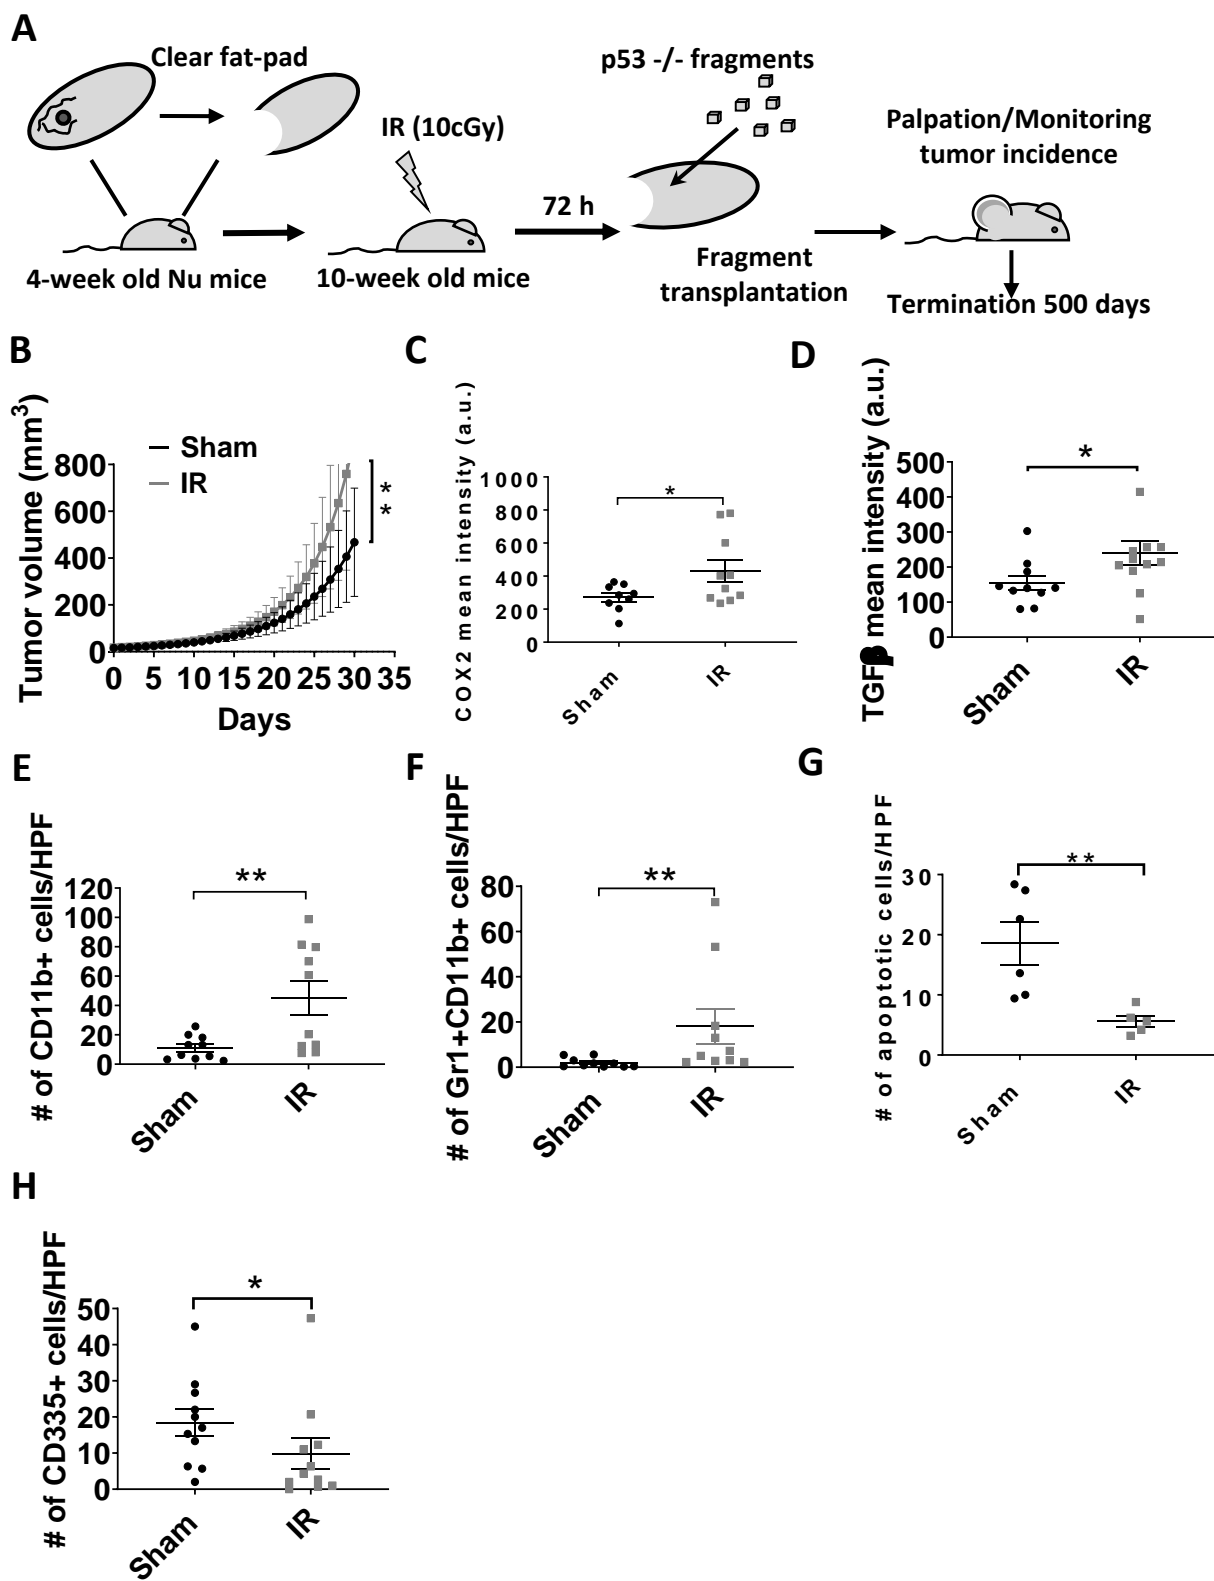 A
Clear fat-pad
p53 -/- fragments
IR (10cGy)
Palpation/Monitoring
tumor incidence
72 h
4-week old Nu mice
10-week old mice
Fragment
transplantation
Termination 500 days
B
Tumor volume (mm³)
Sham
IR
800
600
400
200
0
0 5 10 15 20 25 30 35
Days
**
C
COX2 mean intensity (a.u.)
1000
800
600
400
200
0
*
Sham
IR
D
TGFβ mean intensity (a.u.)
500
400
300
200
100
0
*
Sham
IR
E
# of CD11b+ cells/HPF
120
100
80
60
40
20
0
**
Sham
IR
F
# of Gr1+CD11b+ cells/HPF
80
60
40
20
0
**
Sham
IR
G
# of apoptotic cells/HPF
30
20
10
0
**
Sham
IR
H
# of CD335+ cells/HPF
50
40
30
20
10
0
*
Sham
IR